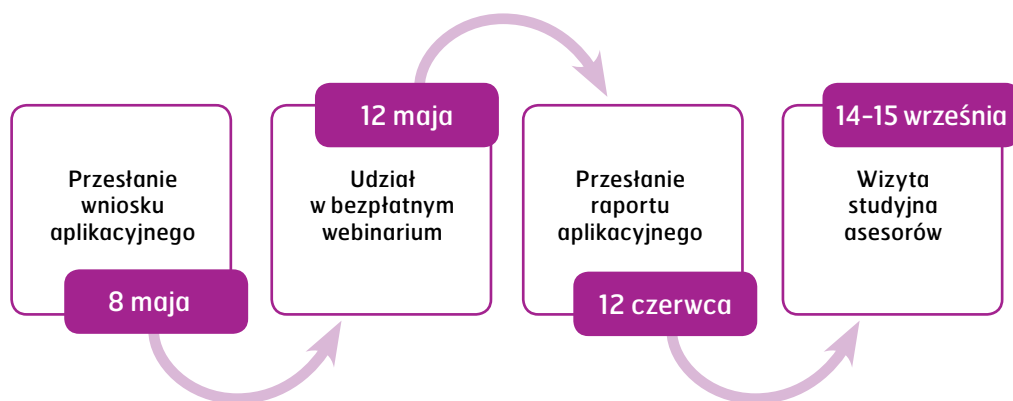 Przesłanie
wniosku
aplikacyjnego
8 maja
12 maja
Udział
w bezpłatnym
webinarium
Przesłanie
raportu
aplikacyjnego
12 czerwca
14-15 września
Wizyta
studyjna
asesorów